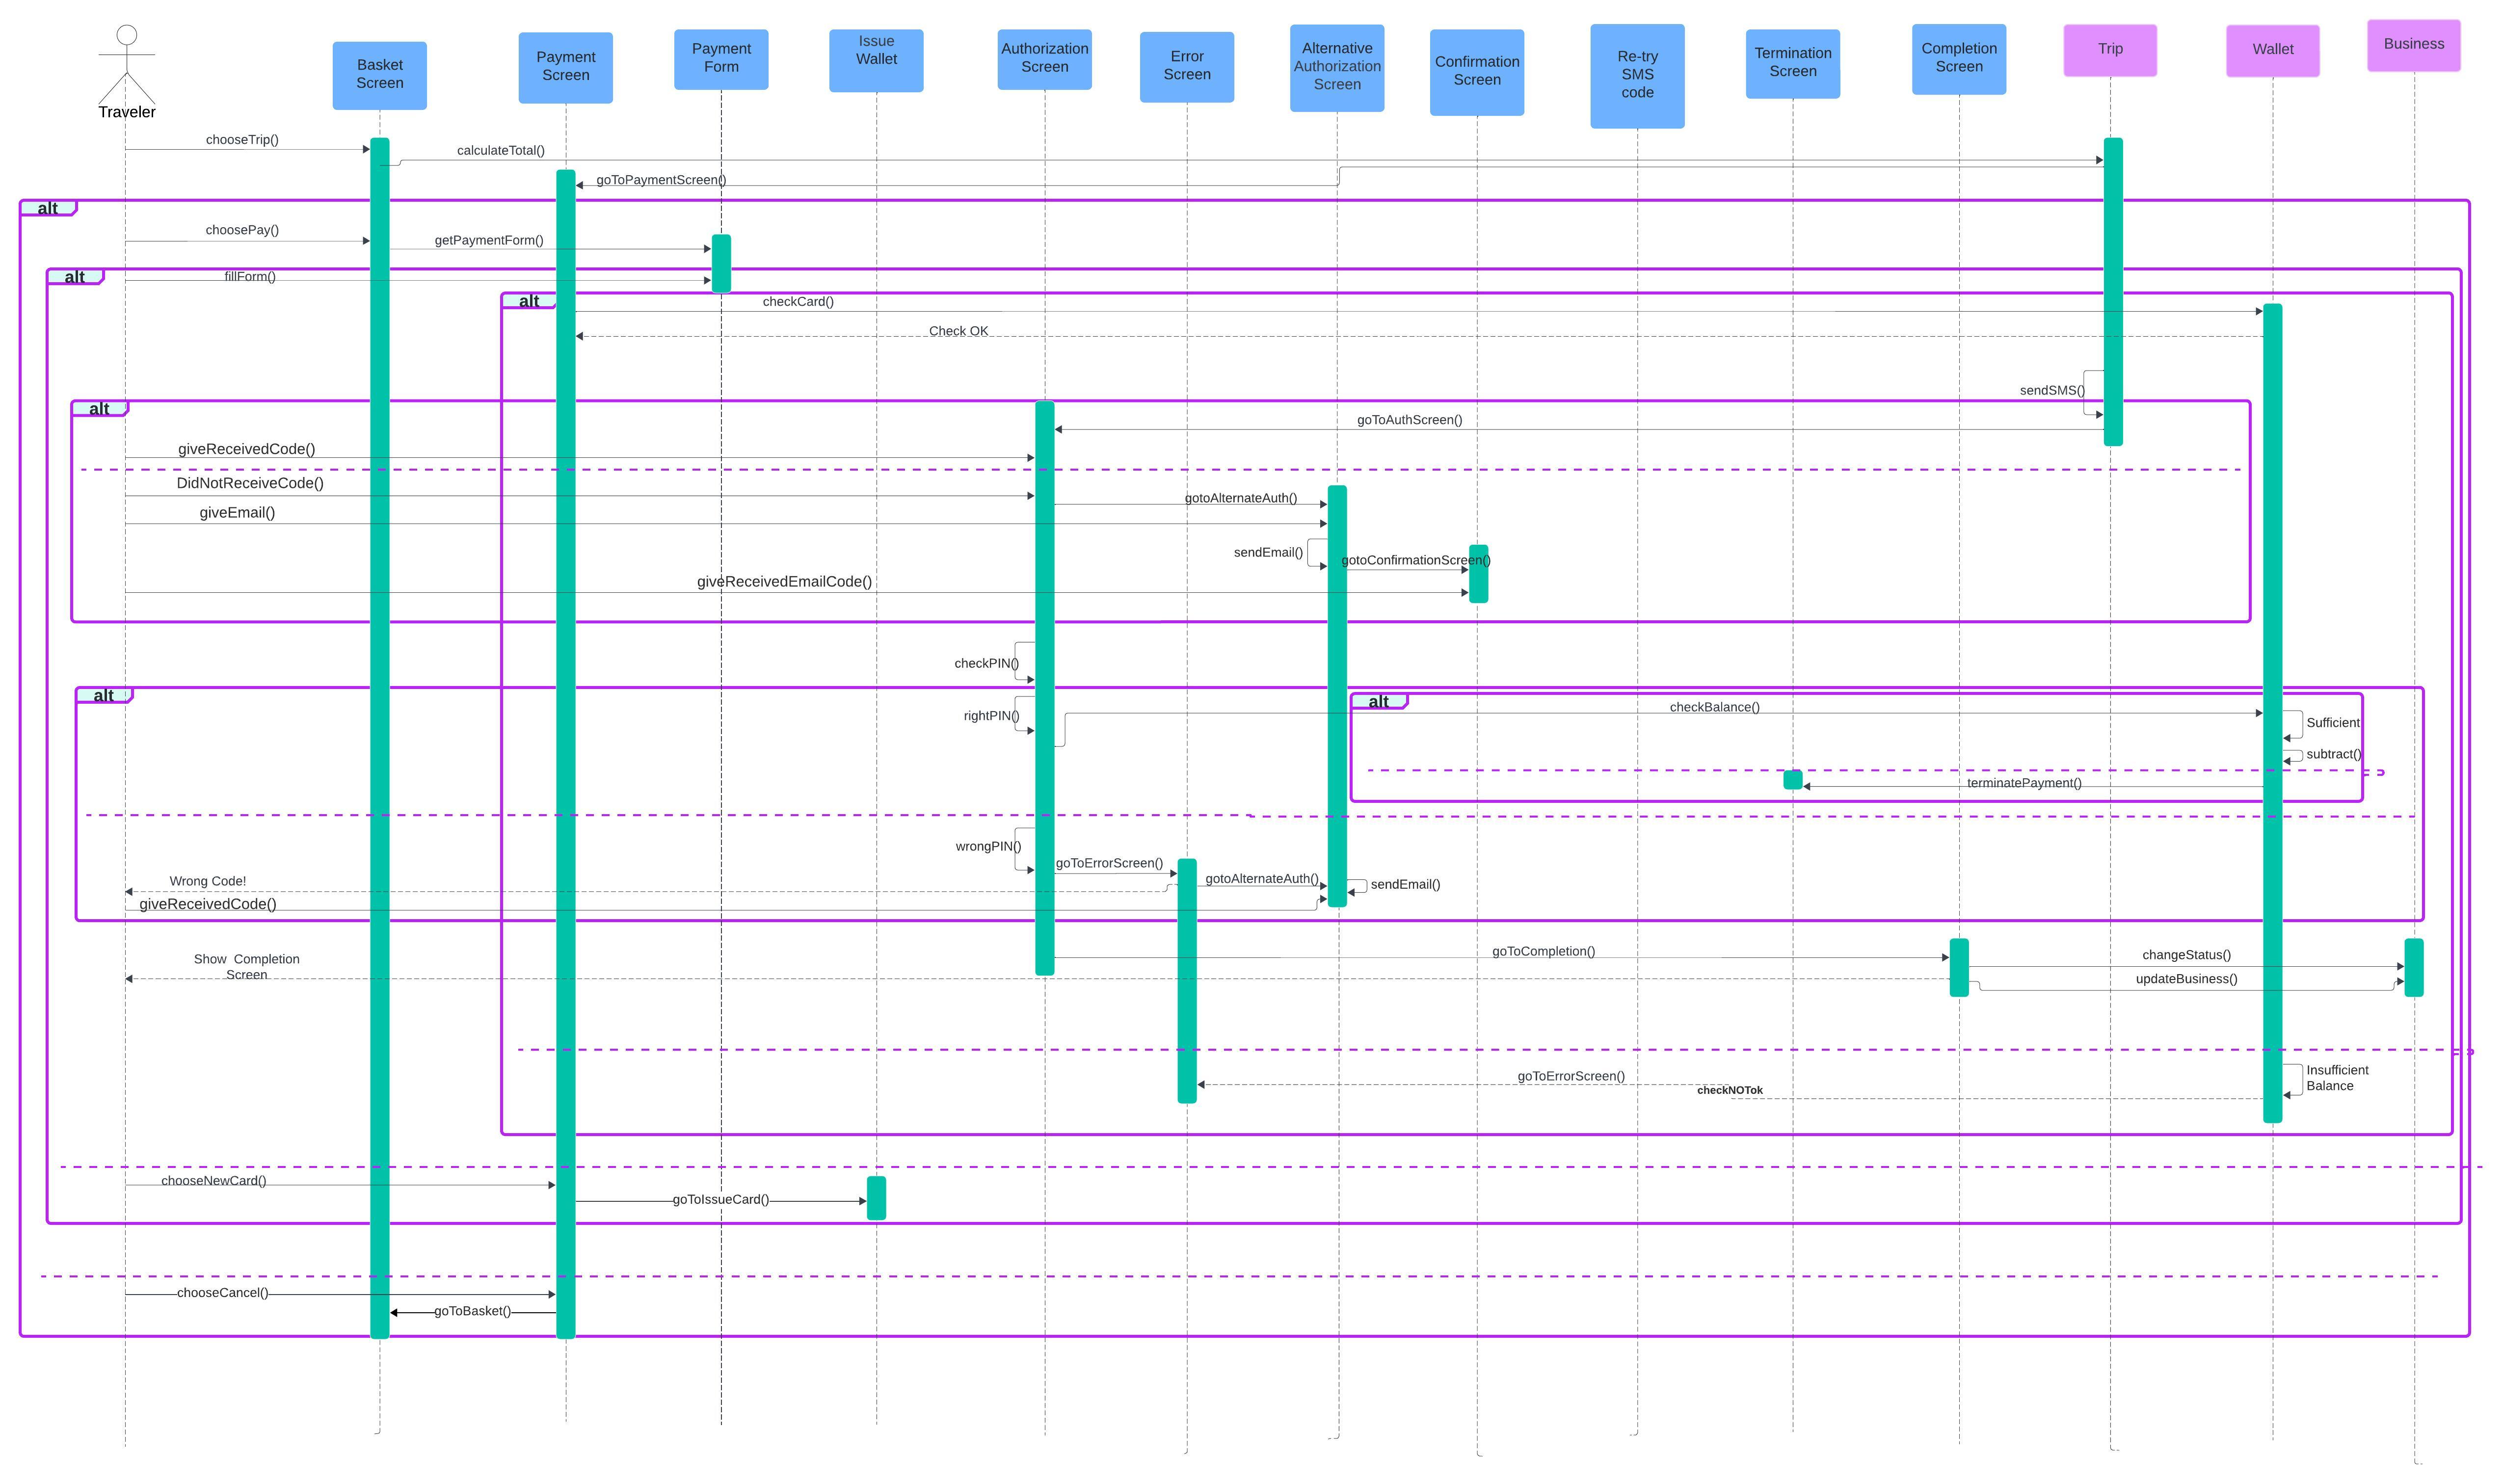 Traveler
Basket
Screen
Payment
Screen
Payment
Form
Issue
Wallet
Authorization
Screen
Error
Screen
Alternative
Authorization
Screen
Confirmation
Screen
Re-try
SMS
code
Termination
Screen
Completion
Screen
Trip
Wallet
Business
chooseTrip()
calculateTotal()
goToPaymentScreen()
alt
choosePay()
getPaymentForm()
alt
fillForm()
alt
checkCard()
Check OK
sendSMS()
alt
goToAuthScreen()
giveReceivedCode()
DidNotReceiveCode()
gotoAlternateAuth()
giveEmail()
sendEmail()
gotoConfirmationScreen()
giveReceivedEmailCode()
checkPIN()
alt
alt
rightPIN()
checkBalance()
Sufficient
subtract()
terminatePayment()
wrongPIN()
goToErrorScreen()
Wrong Code!
gotoAlternateAuth()
sendEmail()
giveReceivedCode()
goToCompletion()
Show Completion
Screen
changeStatus()
updateBusiness()
goToErrorScreen()
checkNOTok
Insufficient
Balance
chooseNewCard()
goToIssueCard()
chooseCancel()
goToBasket()